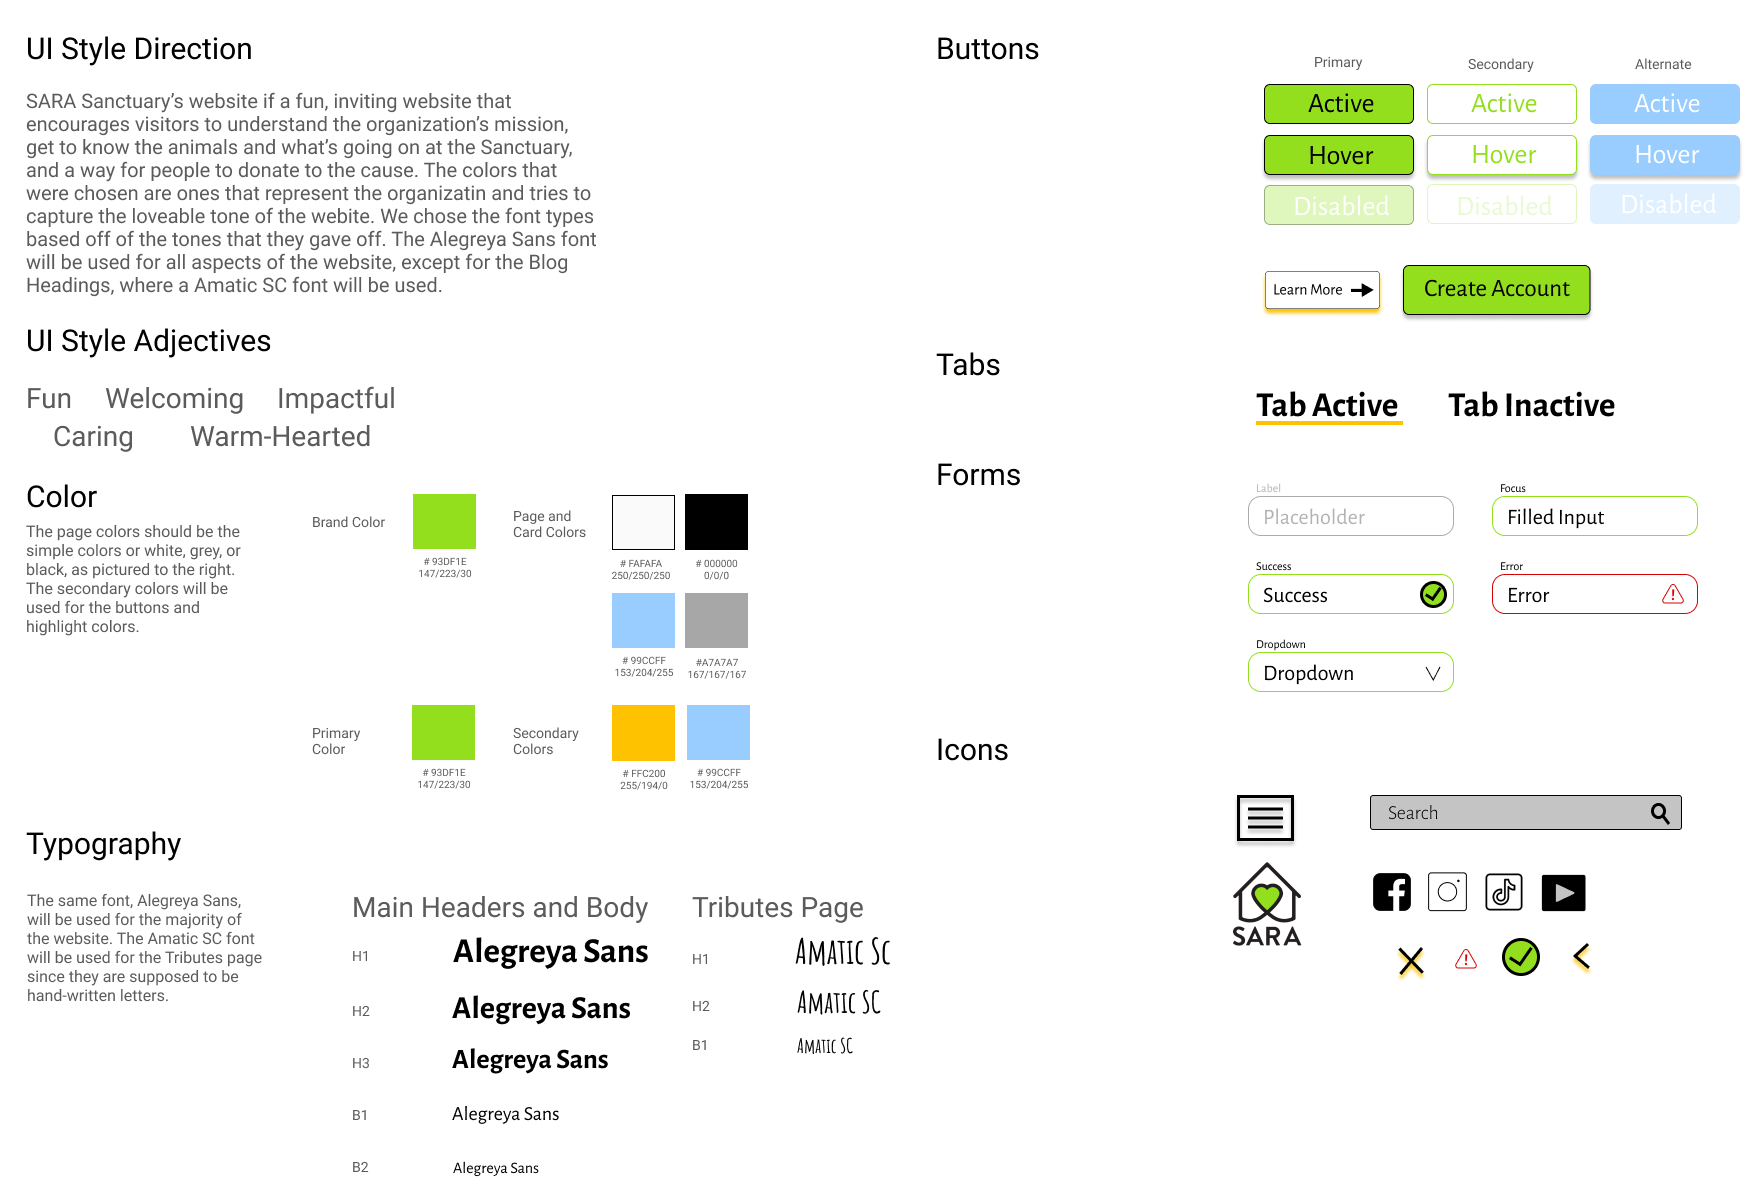 UI Style Direction
SARA Sanctuary's website if a fun, inviting website that
encourages visitors to understand the organization's mission,
get to know the animals and what's going on at the Sanctuary,
and a way for people to donate to the cause. The colors that
were chosen are ones that represent the organizatin and tries to
capture the loveable tone of the webite. We chose the font types
based off of the tones that they gave off. The Alegreya Sans font
will be used for all aspects of the website, except for the Blog
Headings, where a Amatic SC font will be used.
UI Style Adjectives
Fun Welcoming Impactful
Caring Warm-Hearted
Color
The page colors should be the
simple colors or white, grey, or
black, as pictured to the right.
The secondary colors will be
used for the buttons and
highlight colors.
Brand Color
# 93DF1E
147/223/30
Page and
Card Colors
# FAFAFA
250/250/250
# 000000
0/0/0
# 99CCFF
153/204/255
#A7A7A7
167/167/167
Primary
Color
# 93DF1E
147/223/30
Secondary
Colors
# FFC200
255/194/0
# 99CCFF
153/204/255
Typography
The same font, Alegreya Sans,
will be used for the majority of
the website. The Amatic SC font
will be used for the Tributes page
since they are supposed to be
hand-written letters.
Main Headers and Body
H1 Alegreya Sans
H2 Alegreya Sans
H3 Alegreya Sans
B1 Alegreya Sans
B2 Alegreya Sans
Tributes Page
H1 Amatic Sc
H2 Amatic SC
B1 Amatic SC
Buttons
Primary Secondary Alternate
Active Active Active
Hover Hover Hover
Disabled Disabled Disabled
Learn More Create Account
Tabs
Tab Active Tab Inactive
Forms
Label
Placeholder
Focus
Filled Input
Success
Success
Error
Error
Dropdown
Dropdown
Icons
Search
SARA